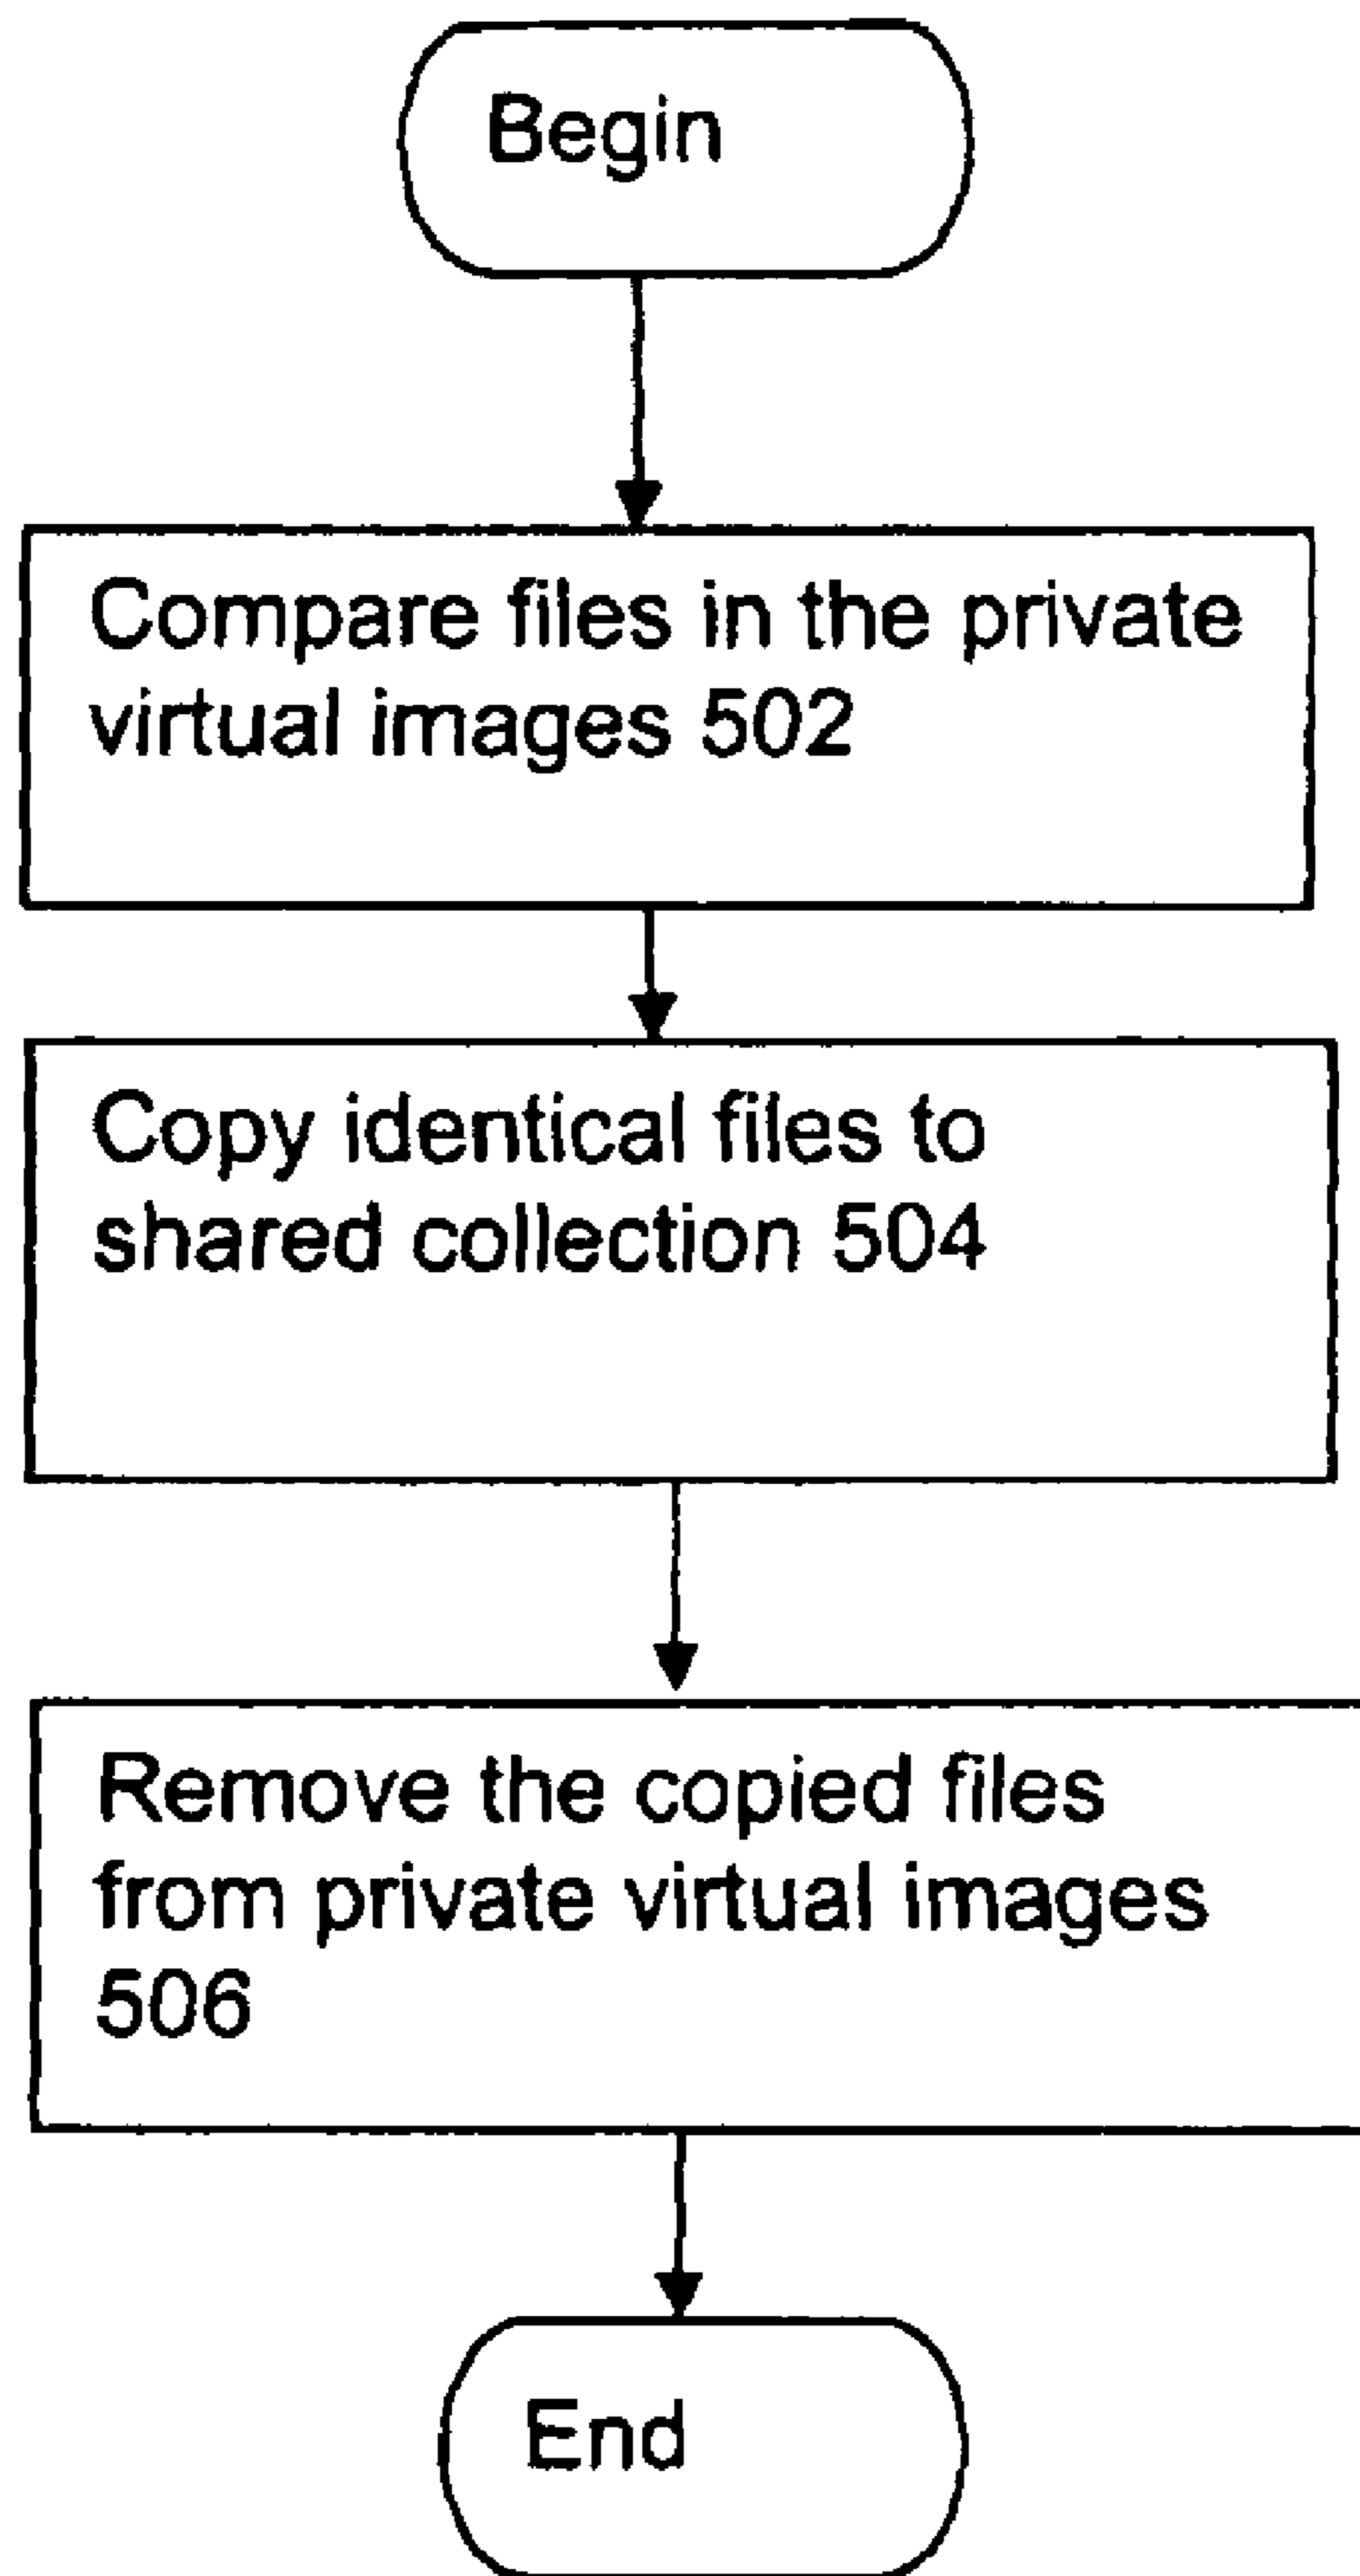 Begin
Compare files in the private
virtual images 502
Copy identical files to
shared collection 504
Remove the copied files
from private virtual images
506
End